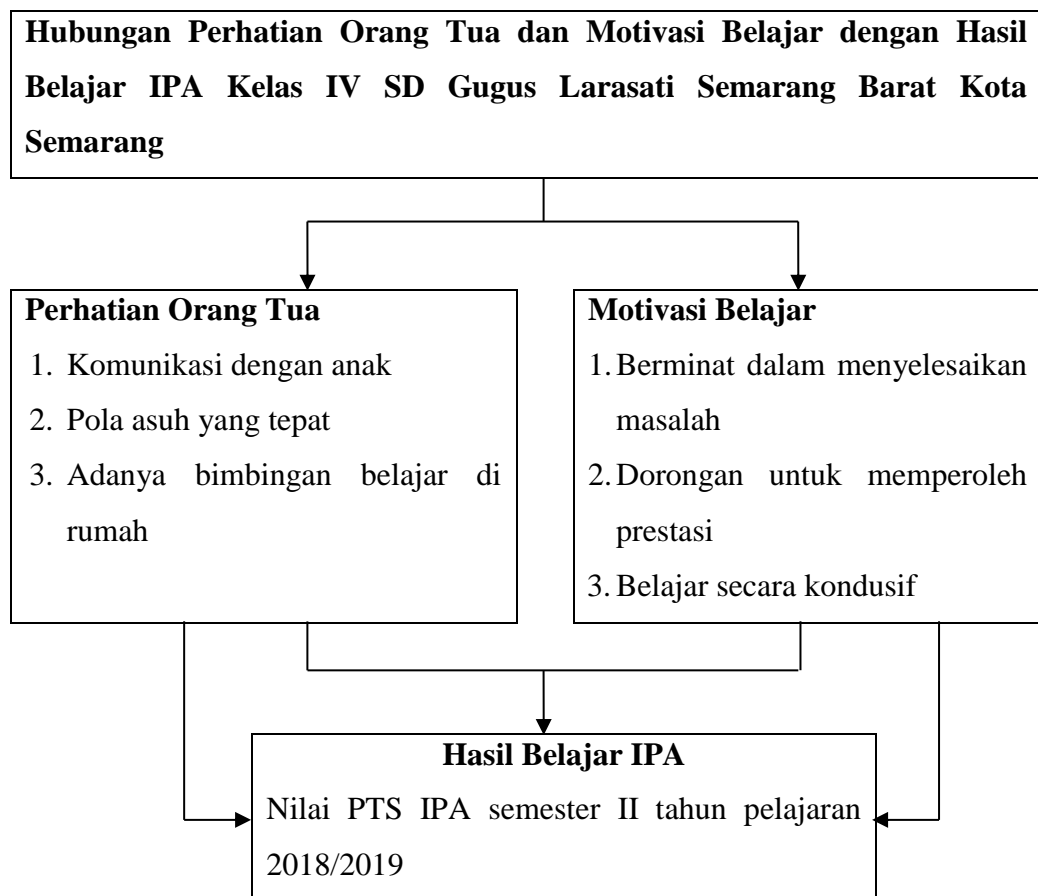 Hubungan Perhatian Orang Tua dan Motivasi Belajar dengan Hasil
Belajar IPA Kelas IV SD Gugus Larasati Semarang Barat Kota
Semarang
Perhatian Orang Tua
1. Komunikasi dengan anak
2. Pola asuh yang tepat
3. Adanya bimbingan belajar di
rumah
Motivasi Belajar
1. Berminat dalam menyelesaikan
masalah
2. Dorongan untuk memperoleh
prestasi
3. Belajar secara kondusif
Hasil Belajar IPA
Nilai PTS IPA semester II tahun pelajaran
2018/2019